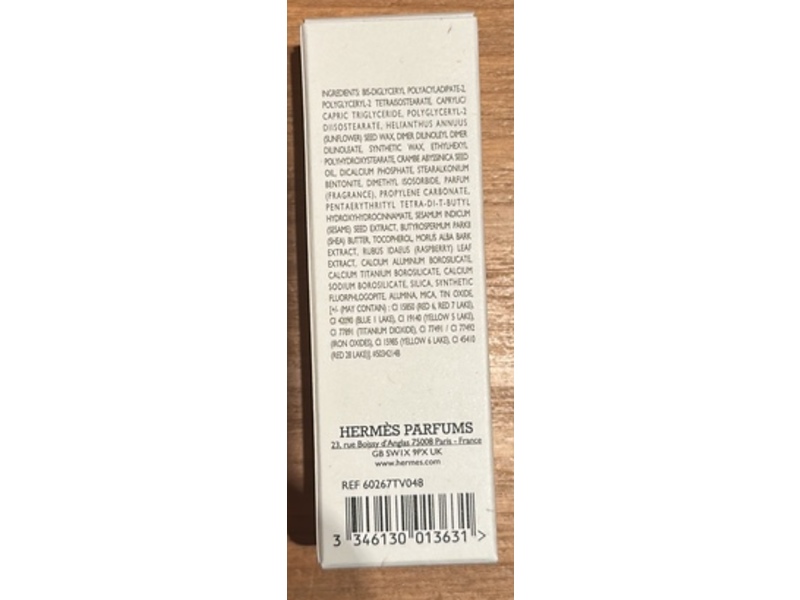 INGREDIENTS BIS-DIGLYCERYL POLYACYLADIPATE-2,
POLYGLYCERYL-2 TETRAISOSTEARATE, CAPRYLIC/
CAPRIC TRIGLYCERIDE, POLYGLYCERYL-2
DIISOSTEARATE, HELIANTHUS ANNUUS
(SUNFLOWER) SEED WAX, DIMER DILINOLEYL DIMER
DILINOLEATE, SYNTHETIC WAX, ETHYLHEXYL
POLYHYDROXYSTEARATE, CRAMBE ABYSSINICA SEED
OIL, DICALCIUM PHOSPHATE, STEARALKONIUM
BENTONITE, DIMETHYL ISOSORBIDE, PARFUM
(FRAGRANCE), PROPYLENE CARBONATE,
PENTAERYTHRITYL TETRA-DI-T-BUTYL
HYDROXYHYDROCINNAMATE, SESAMUM INDICUM
(SESAME) SEED EXTRACT, BUTYROSPERMUM PARKII
(SHEA) BUTTER, TOCOPHEROL, MORUS ALBA BARK
EXTRACT, RUBUS IDAEUS (RASPBERRY) LEAF
EXTRACT, CALCIUM ALUMINUM BOROSILICATE,
CALCIUM TITANIUM BOROSILICATE, CALCIUM
SODIUM BOROSILICATE, SILICA, SYNTHETIC
FLUORPHLOGOPITE, ALUMINA, MICA, TIN OXIDE,
[+/- (MAY CONTAIN) : CI 15850 (RED 6, RED 7 LAKE),
CI 42090 (BLUE 1 LAKE), CI 19140 (YELLOW 5 LAKE),
CI 77891 (TITANIUM DIOXIDE), CI 77491 / CI 77492
(IRON OXIDES), CI 15985 (YELLOW 6 LAKE), CI 45410
(RED 28 LAKE)]
HERMÈS PARFUMS
23, rue Boissy d'Anglas 75008 Paris - France
GB SW1X 9PX UK
www.hermes.com
REF 60267TV048
3 346130 013631 >